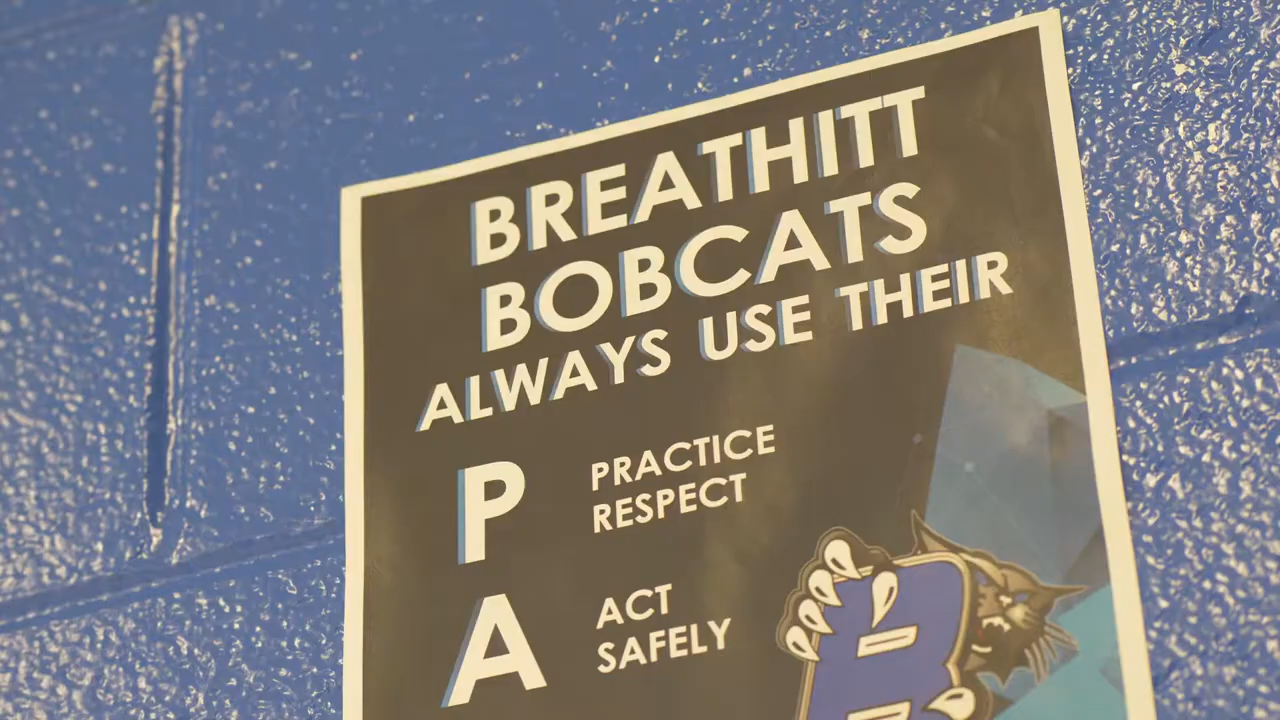 BREATHITT
BOBCATS
ALWAYS USE THEIR
P
PRACTICE
RESPECT
A
ACT
SAFELY
B